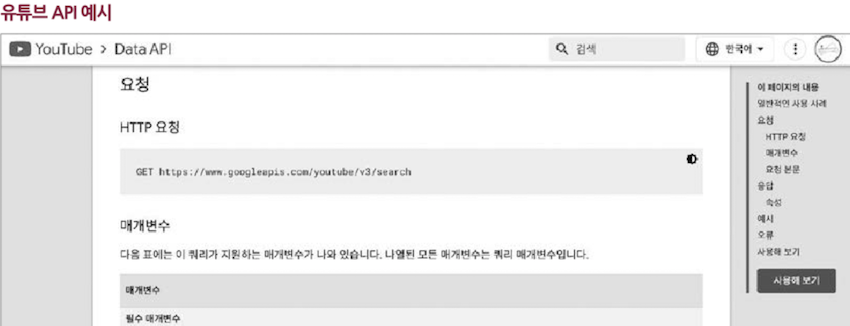 유튜브 API 예시
YouTube > Data API
검색
한국어
요청
HTTP 요청
GET https://www.googleapis.com/youtube/v3/search
매개변수
다음 표에는 이 쿼리가 지원하는 매개변수가 나와 있습니다. 나열된 모든 매개변수는 쿼리 매개변수입니다.
매개변수
필수 매개변수
이 페이지의 내용
일반적인 사용 사례
요청
HTTP 요청
매개변수
요청 본문
응답
속성
예시
오류
사용해 보기
사용해 보기